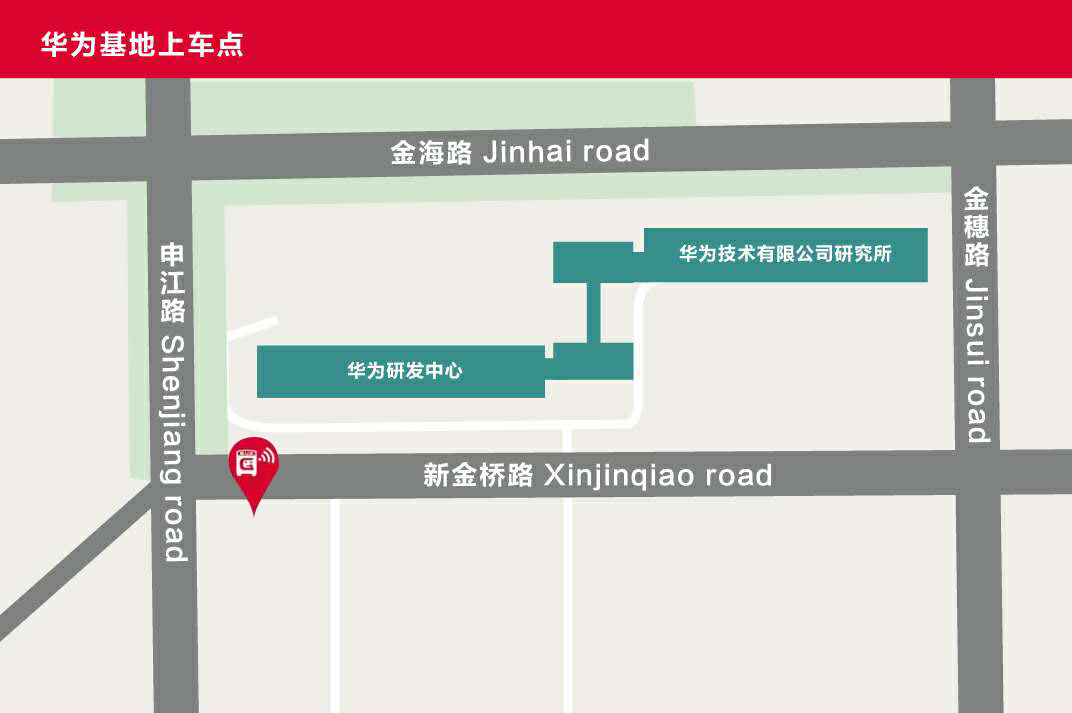 华为基地上车点
金海路 Jinhai road
申江路 Shenjiang road
金穗路 Jinsui road
华为技术有限公司研究所
华为研发中心
新金桥路 Xinjinqiao road